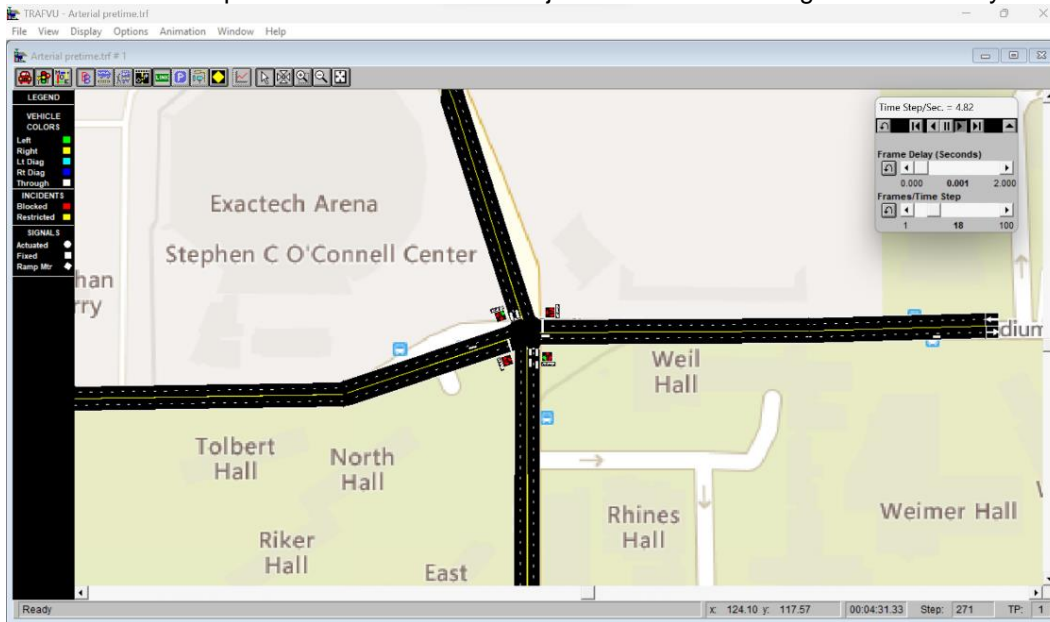 TRAFVU - Arterial pretime.trf
File View Display Options Animation Window Help
Arterial pretime.trf # 1
LEGEND
VEHICLE
COLORS
Left
Right
Lt Diag
Rt Diag
Through
INCIDENTS
Blocked
Restricted
SIGNALS
Actuated
Fixed
Ramp Mtr
Time Step/Sec. = 4.82
Frame Delay (Seconds)
0.000 0.001 2.000
Frames/Time Step
1 18 100
Exactech Arena
Stephen C O'Connell Center
han
rry
dium
Weil
Hall
Tolbert
Hall
North
Hall
Riker
Hall
East
Rhines
Hall
Weimer Hall
Ready
x: 124.10 y: 117.57 00:04:31.33 Step: 271 TP: 1